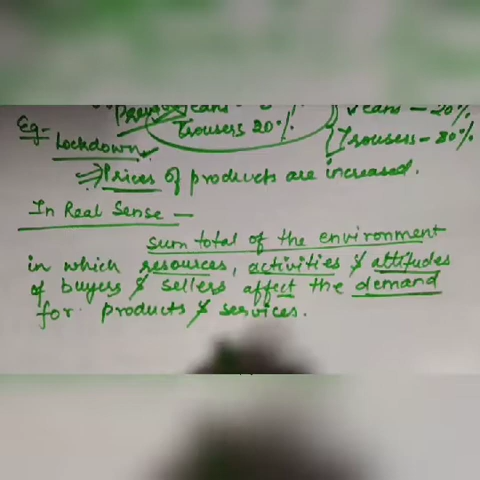 Jeans - 20%
Trousers 20% Trousers - 80%
Eg- Lockdown
Prices of products are increased.
In Real Sense -
sum total of the environment
in which resources, activities & attitudes
of buyers & sellers affect the demand
for products & services.